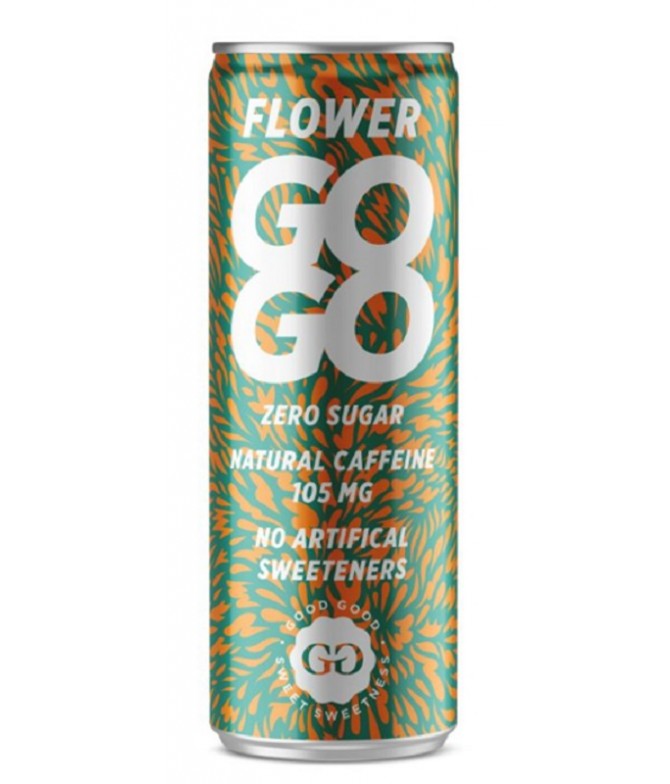 FLOWER
GO
GO
ZERO SUGAR
NATURAL CAFFEINE
105 MG
NO ARTIFICAL
SWEETENERS
GOOD GOOD
GG
SWEET SWEETNESS